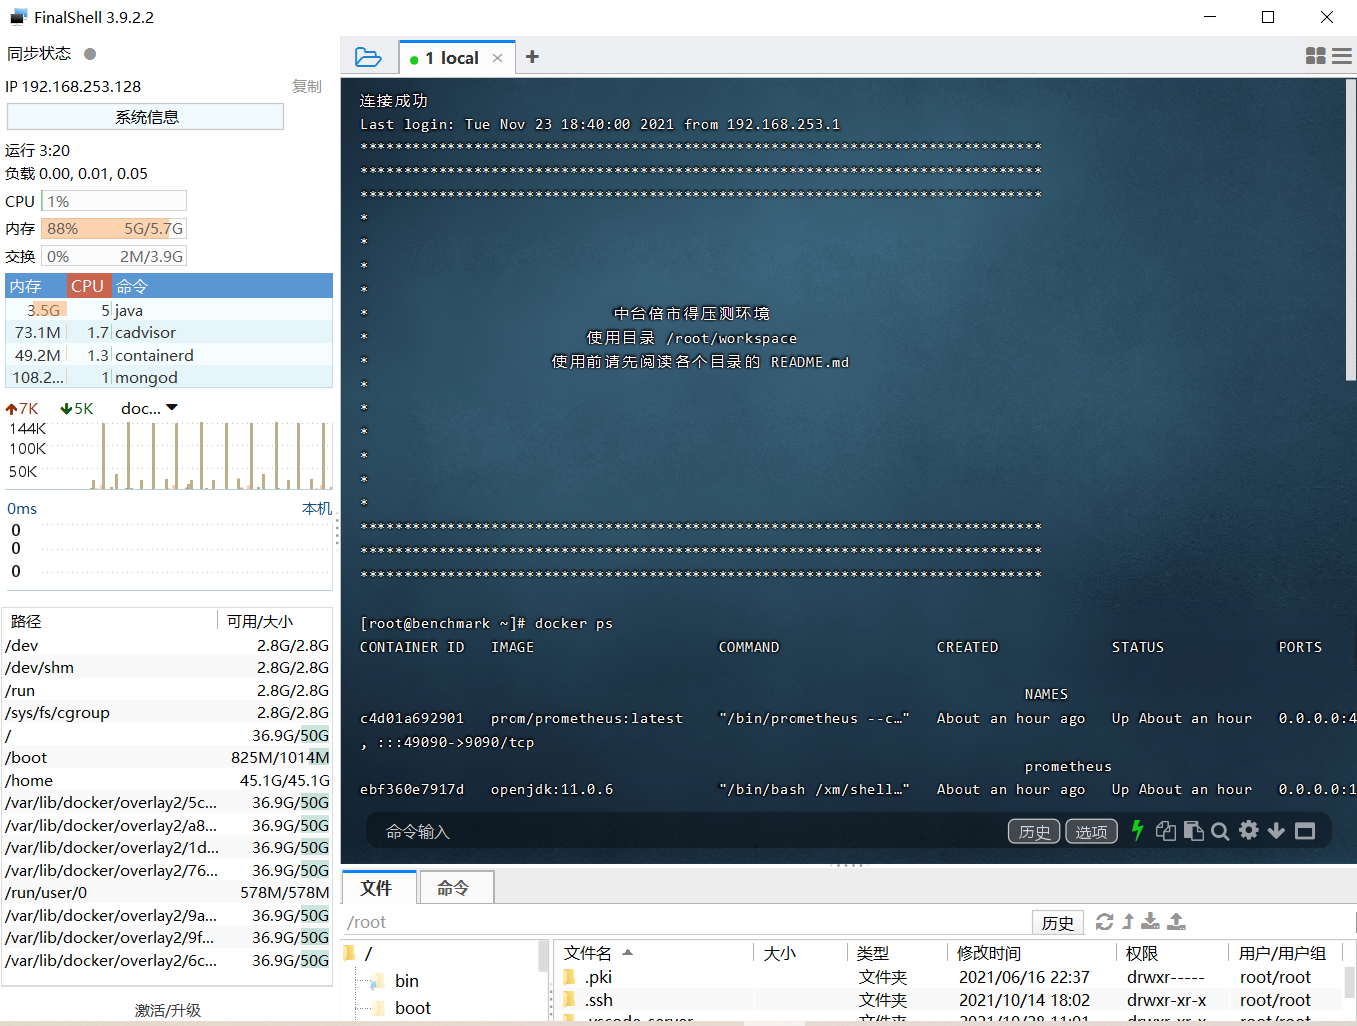 FinalShell 3.9.2.2
同步状态
IP 192.168.253.128
复制
系统信息
运行 3:20
负载 0.00, 0.01, 0.05
CPU 1%
内存 88% 5G/5.7G
交换 0% 2M/3.9G
内存 CPU 命令
3.5G 5 java
73.1M 1.7 cadvisor
49.2M 1.3 containerd
108.2... 1 mongod
7K 5K doc...
144K
100K
50K
0ms 本机
0
0
0
路径 可用/大小
/dev 2.8G/2.8G
/dev/shm 2.8G/2.8G
/run 2.8G/2.8G
/sys/fs/cgroup 2.8G/2.8G
/ 36.9G/50G
/boot 825M/1014M
/home 45.1G/45.1G
/var/lib/docker/overlay2/5c... 36.9G/50G
/var/lib/docker/overlay2/a8... 36.9G/50G
/var/lib/docker/overlay2/1d... 36.9G/50G
/var/lib/docker/overlay2/76... 36.9G/50G
/run/user/0 578M/578M
/var/lib/docker/overlay2/9a... 36.9G/50G
/var/lib/docker/overlay2/9f... 36.9G/50G
/var/lib/docker/overlay2/6c... 36.9G/50G
激活/升级
1 local
连接成功
Last login: Tue Nov 23 18:40:00 2021 from 192.168.253.1
******************************************************************************
******************************************************************************
******************************************************************************
*
*
*
*
* 中台倍市得压测环境
* 使用目录 /root/workspace
* 使用前请先阅读各个目录的 README.md
*
*
*
*
*
*
******************************************************************************
******************************************************************************
******************************************************************************
[root@benchmark ~]# docker ps
CONTAINER ID IMAGE COMMAND CREATED STATUS PORTS
NAMES
c4d01a692901 prom/prometheus:latest "/bin/prometheus --c…" About an hour ago Up About an hour 0.0.0.0:4
, :::49090->9090/tcp
prometheus
ebf360e7917d openjdk:11.0.6 "/bin/bash /xm/shell…" About an hour ago Up About an hour 0.0.0.0:1
命令输入
历史 选项
文件 命令
/root 历史
/
bin
boot
文件名 大小 类型 修改时间 权限 用户/用户组
.pki 文件夹 2021/06/16 22:37 drwxr----- root/root
.ssh 文件夹 2021/10/14 18:02 drwxr-xr-x root/root
.vscode-server 文件夹 2021/10/28 11:01 drwxr-xr-x root/root